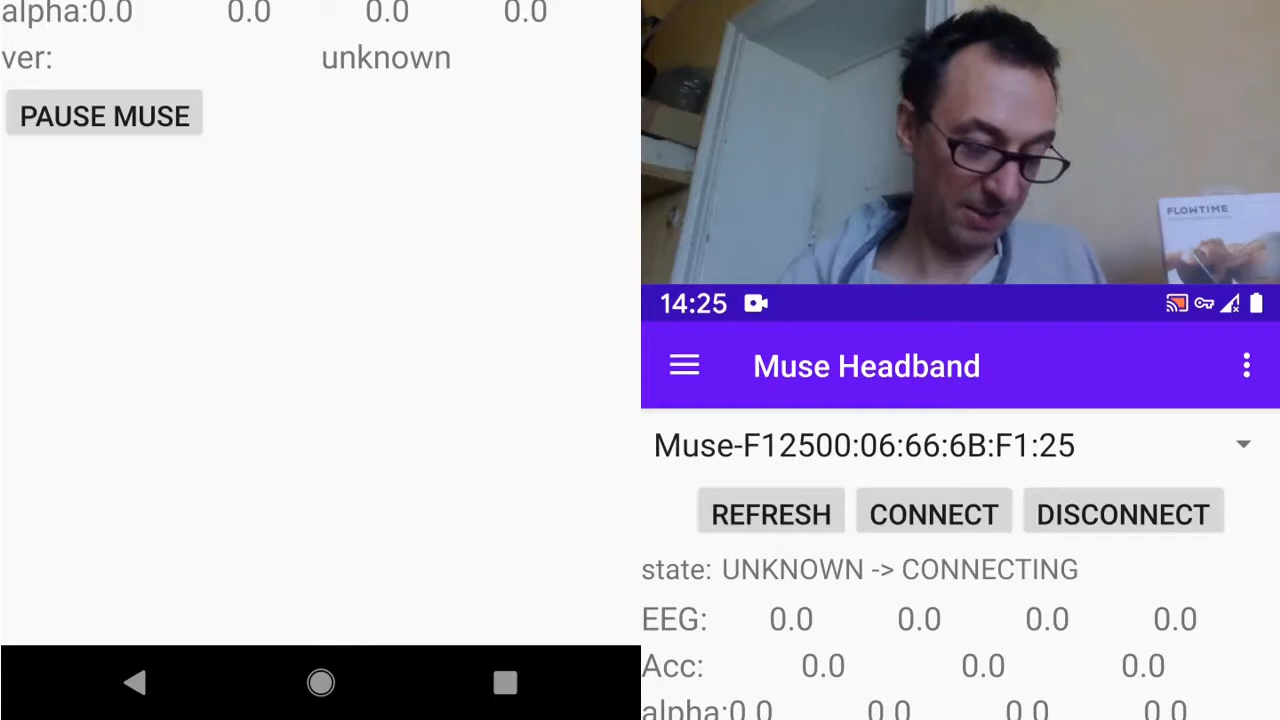 alpha:0.0 0.0 0.0 0.0
ver: unknown
PAUSE MUSE
FLOWTIME
14:25
Muse Headband
Muse-F12500:06:66:6B:F1:25
REFRESH CONNECT DISCONNECT
state: UNKNOWN -> CONNECTING
EEG: 0.0 0.0 0.0 0.0
Acc: 0.0 0.0 0.0
alpha:0.0 0.0 0.0 0.0